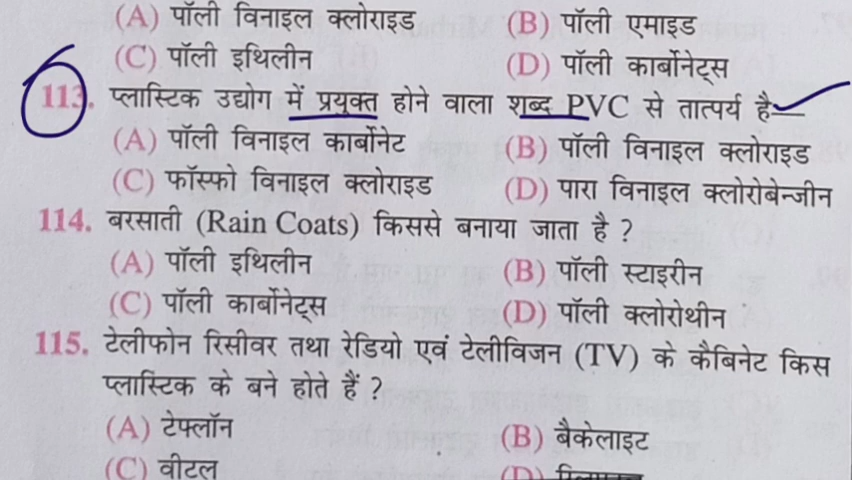 (A) पॉली विनाइल क्लोराइड (B) पॉली एमाइड
(C) पॉली इथिलीन (D) पॉली कार्बोनेट्स
113. प्लास्टिक उद्योग में प्रयुक्त होने वाला शब्द PVC से तात्पर्य है—
(A) पॉली विनाइल कार्बोनेट (B) पॉली विनाइल क्लोराइड
(C) फॉस्फो विनाइल क्लोराइड (D) पारा विनाइल क्लोरोबेन्जीन
114. बरसाती (Rain Coats) किससे बनाया जाता है ?
(A) पॉली इथिलीन (B) पॉली स्टाइरीन
(C) पॉली कार्बोनेट्स (D) पॉली क्लोरोथीन
115. टेलीफोन रिसीवर तथा रेडियो एवं टेलीविजन (TV) के कैबिनेट किस
प्लास्टिक के बने होते हैं ?
(A) टेफ्लॉन (B) बैकेलाइट
(C) वीटल (D)